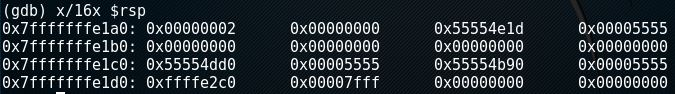 (gdb) x/16x $rsp
0x7fffffffe1a0: 0x00000002 0x00000000 0x55554e1d 0x00005555
0x7fffffffe1b0: 0x00000000 0x00000000 0x00000000 0x00000000
0x7fffffffe1c0: 0x55554dd0 0x00005555 0x55554b90 0x00005555
0x7fffffffe1d0: 0xffffe2c0 0x00007fff 0x00000000 0x00000000